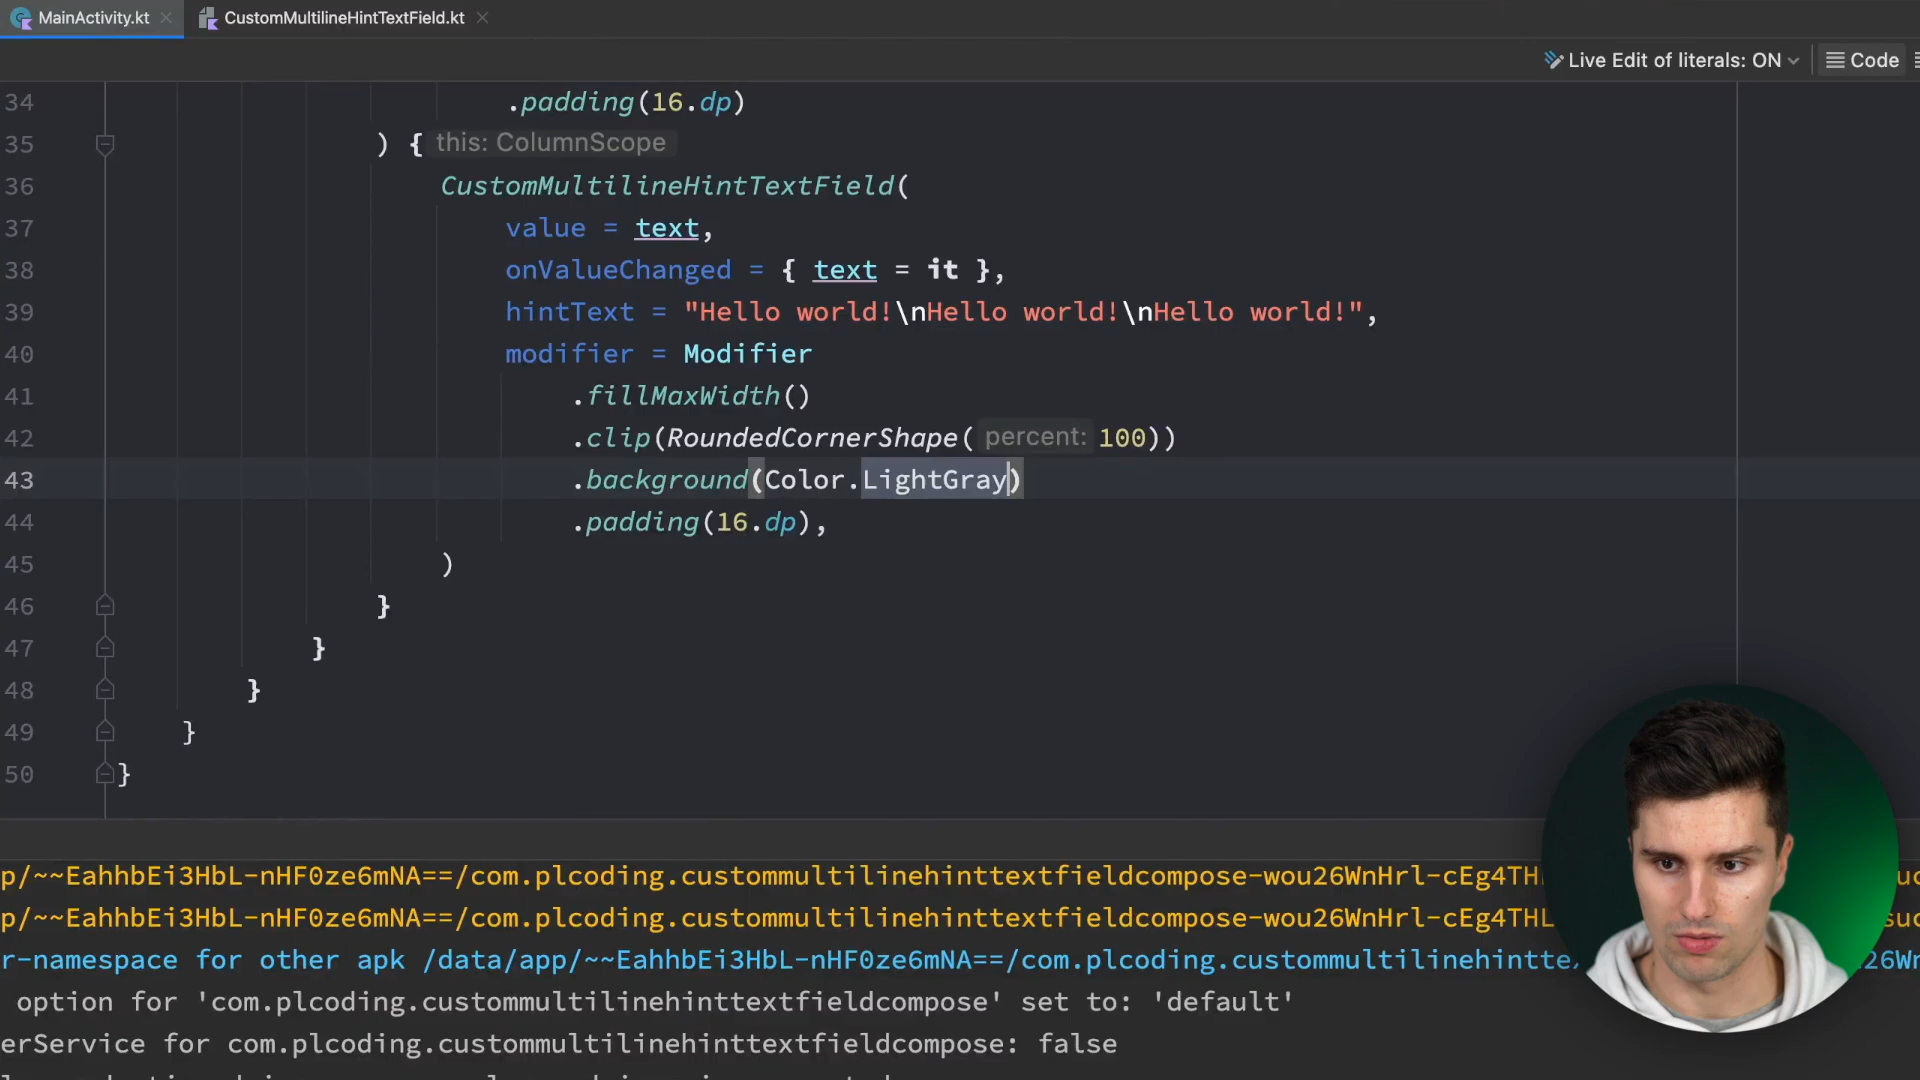 MainActivity.kt
CustomMultilineHintTextField.kt
Live Edit of literals: ON
Code
34 .padding(16.dp)
35 ) { this: ColumnScope
36 CustomMultilineHintTextField(
37 value = text,
38 onValueChanged = { text = it },
39 hintText = "Hello world!\nHello world!\nHello world!",
40 modifier = Modifier
41 .fillMaxWidth()
42 .clip(RoundedCornerShape( percent: 100))
43 .background(Color.LightGray)
44 .padding(16.dp),
45 )
46 }
47 }
48 }
49 }
50 }
p/~~EahhbEi3HbL-nHF0ze6mNA==/com.plcoding.custommultilinehinttextfieldcompose-wou26WnHrl-cEg4TH
p/~~EahhbEi3HbL-nHF0ze6mNA==/com.plcoding.custommultilinehinttextfieldcompose-wou26WnHrl-cEg4THL
r-namespace for other apk /data/app/~~EahhbEi3HbL-nHF0ze6mNA==/com.plcoding.custommultilinehintte
option for 'com.plcoding.custommultilinehinttextfieldcompose' set to: 'default'
erService for com.plcoding.custommultilinehinttextfieldcompose: false